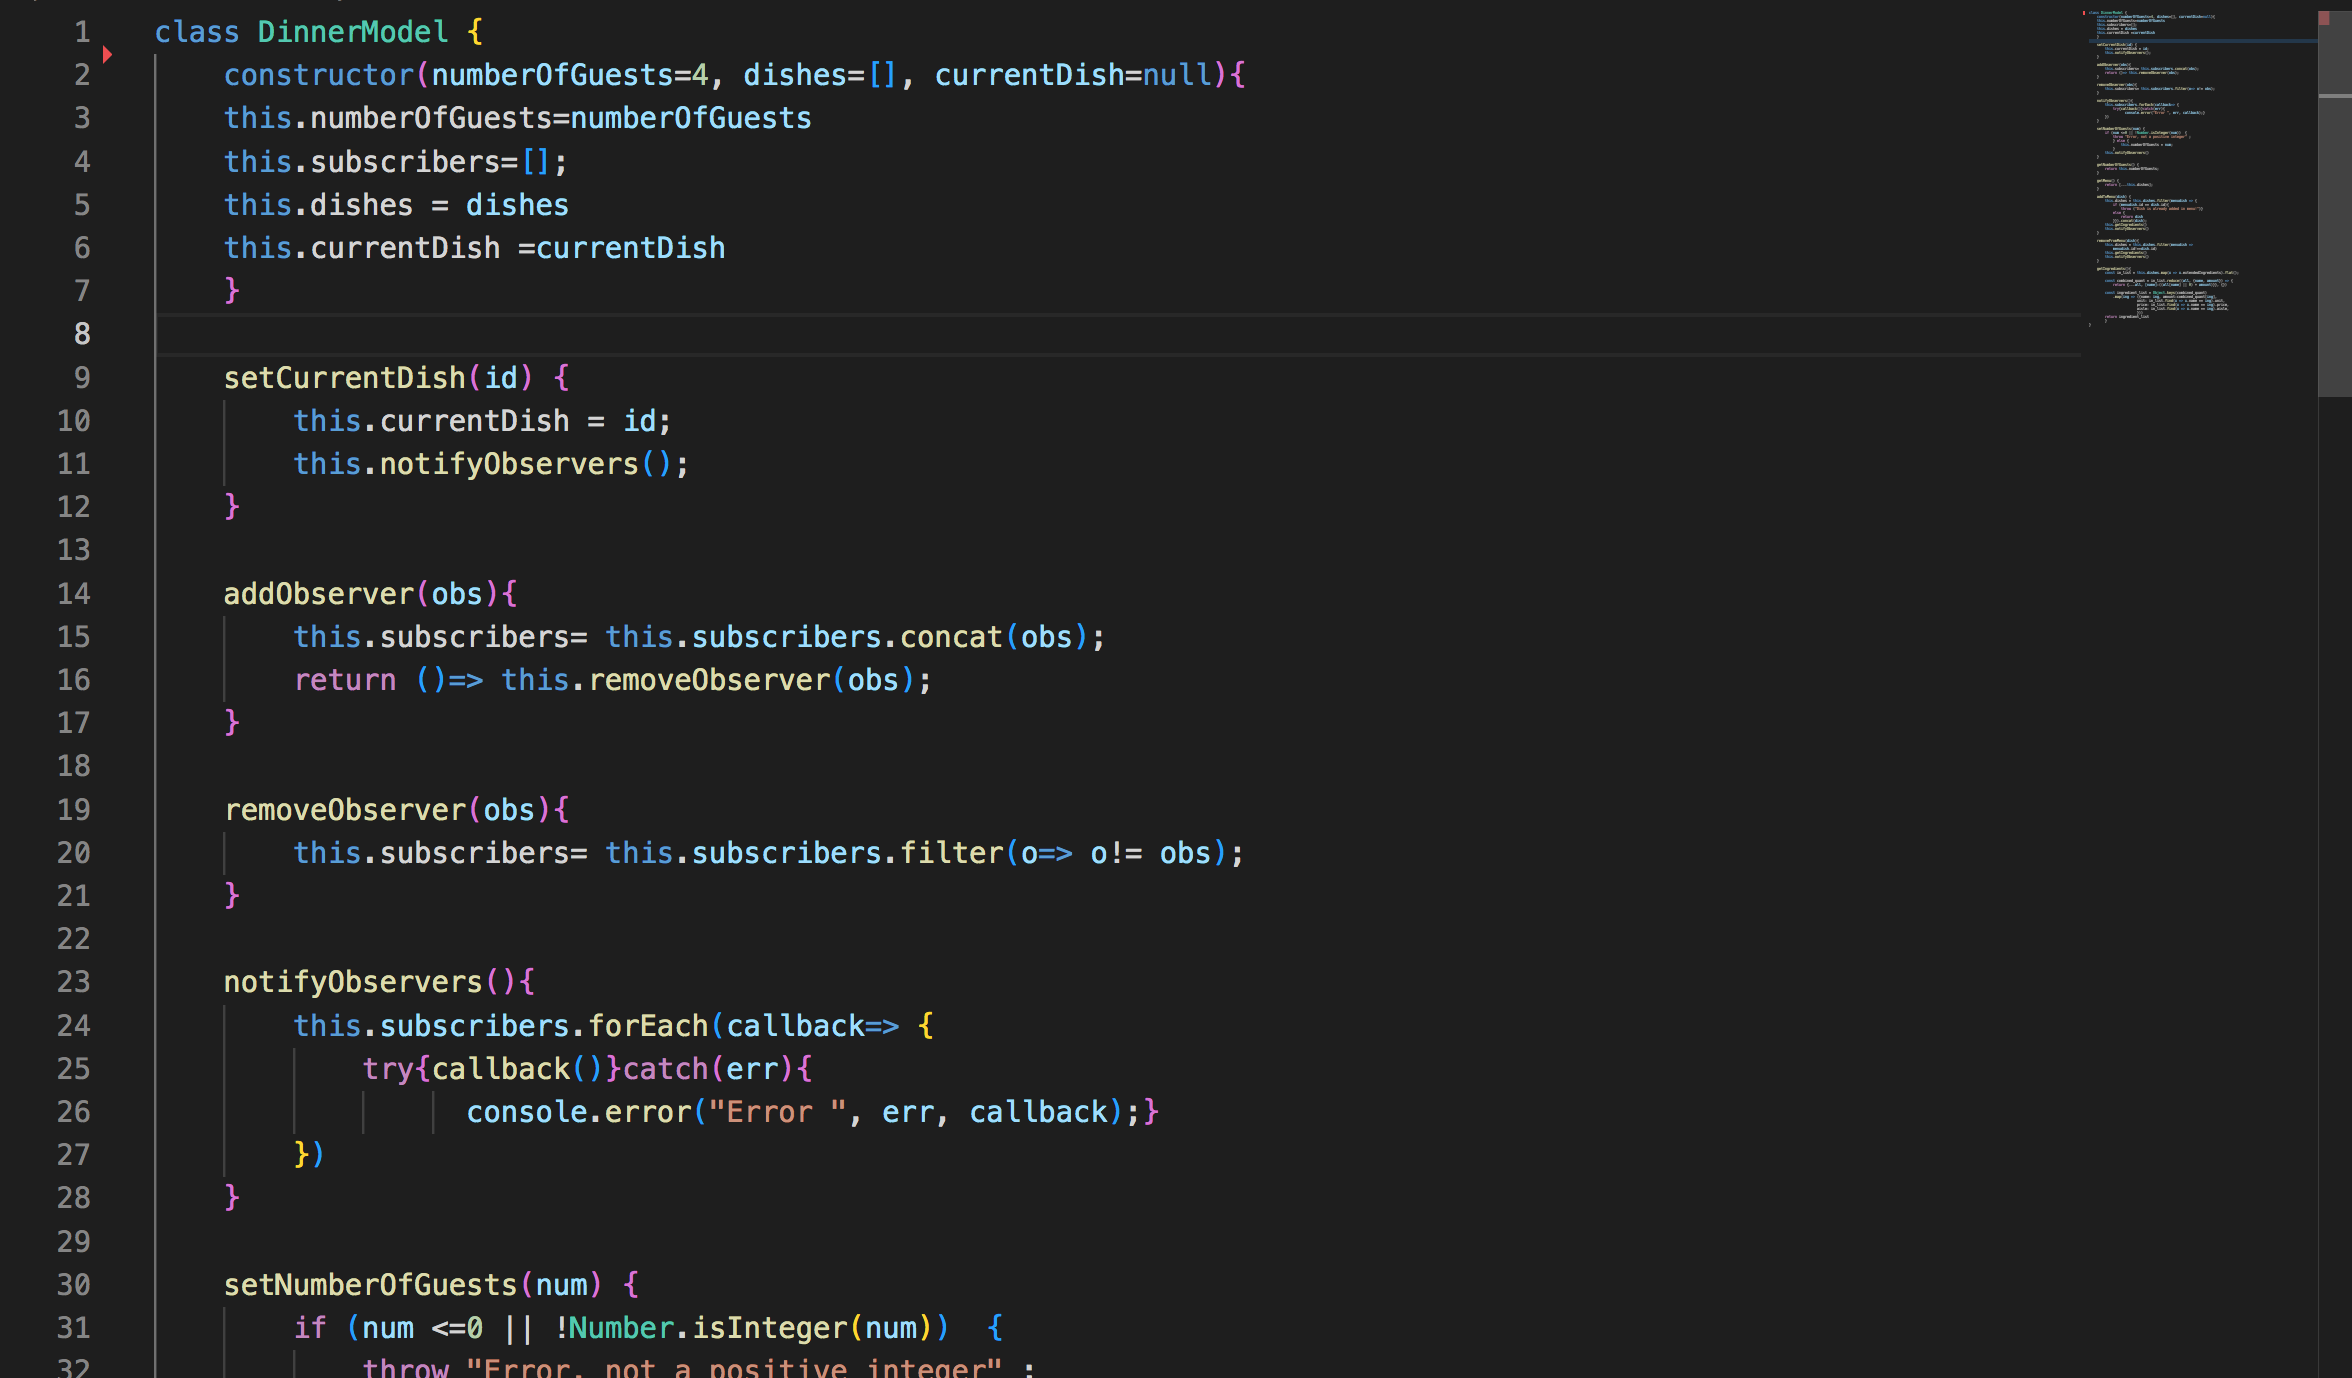 1 class DinnerModel {
2 constructor(numberOfGuests=4, dishes=[], currentDish=null){
3 this.numberOfGuests=numberOfGuests
4 this.subscribers=[];
5 this.dishes = dishes
6 this.currentDish =currentDish
7 }
8
9 setCurrentDish(id) {
10 this.currentDish = id;
11 this.notifyObservers();
12 }
13
14 addObserver(obs){
15 this.subscribers= this.subscribers.concat(obs);
16 return ()=> this.removeObserver(obs);
17 }
18
19 removeObserver(obs){
20 this.subscribers= this.subscribers.filter(o=> o!= obs);
21 }
22
23 notifyObservers(){
24 this.subscribers.forEach(callback=> {
25 try{callback()}catch(err){
26 console.error("Error ", err, callback);}
27 })
28 }
29
30 setNumberOfGuests(num) {
31 if (num <=0 || !Number.isInteger(num))  {
32 throw "Error, not a positive integer" ;